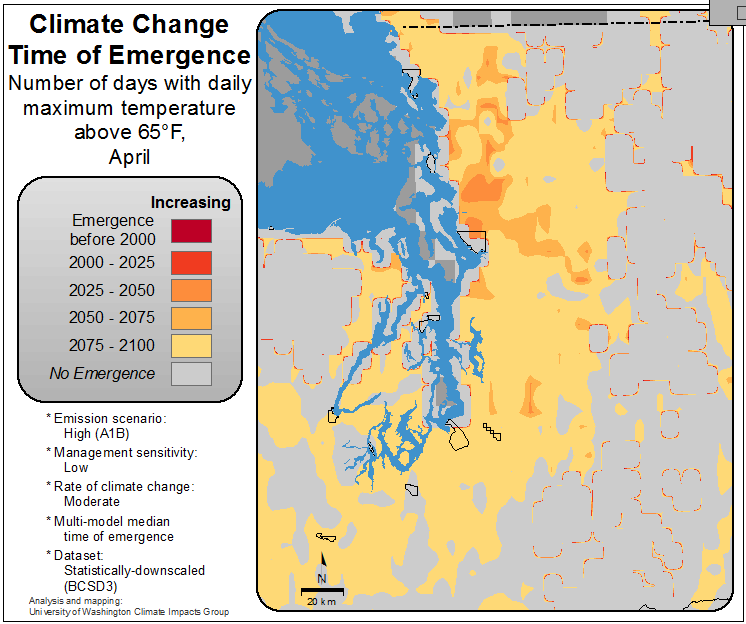 Climate Change
Time of Emergence
Number of days with daily
maximum temperature
above 65°F,
April
Increasing
Emergence
before 2000
2000 - 2025
2025 - 2050
2050 - 2075
2075 - 2100
No Emergence
* Emission scenario:
High (A1B)
* Management sensitivity:
Low
* Rate of climate change:
Moderate
* Multi-model median
time of emergence
* Dataset:
Statistically-downscaled
(BCSD3)
Analysis and mapping:
University of Washington Climate Impacts Group
N
20 km